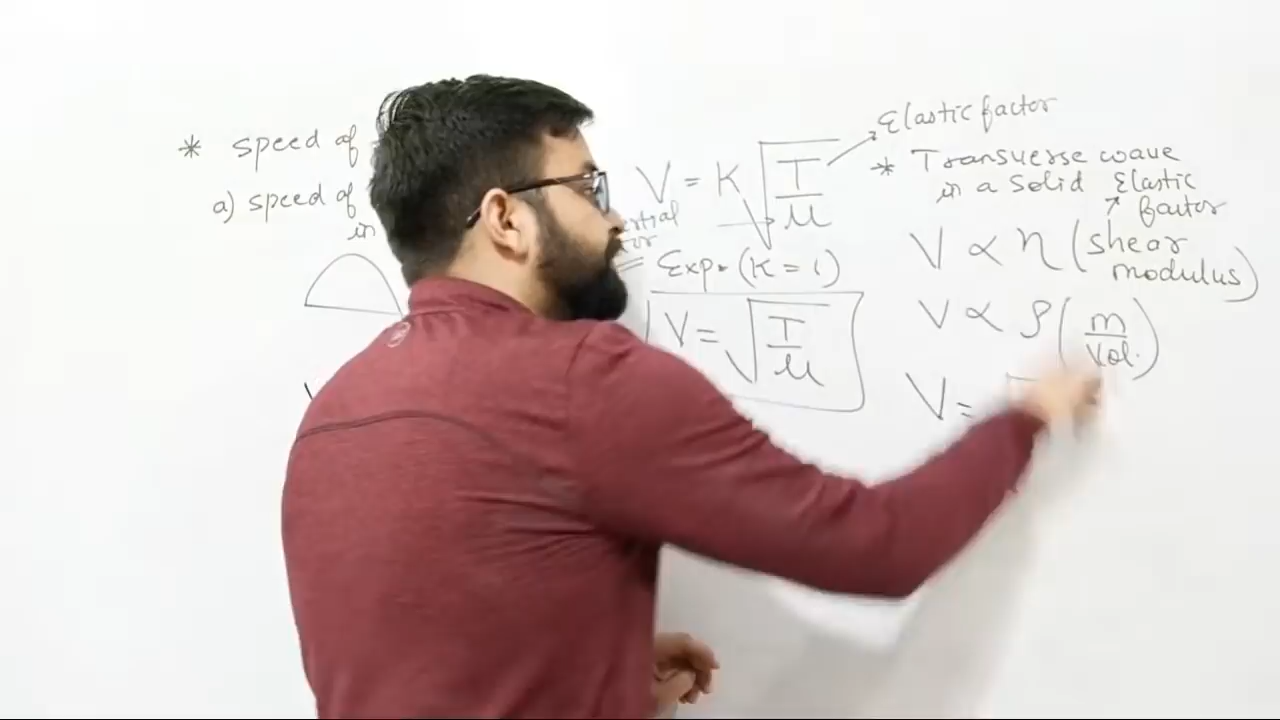 * Speed of
a) Speed of
in
V = K √T/μ
Elastic factor
Exp. (K = 1)
V = √T/μ
* Transverse wave
in a Solid
Elastic
factor
V ∝ η (shear
modulus)
V ∝ ρ (m/Vol.)
V =